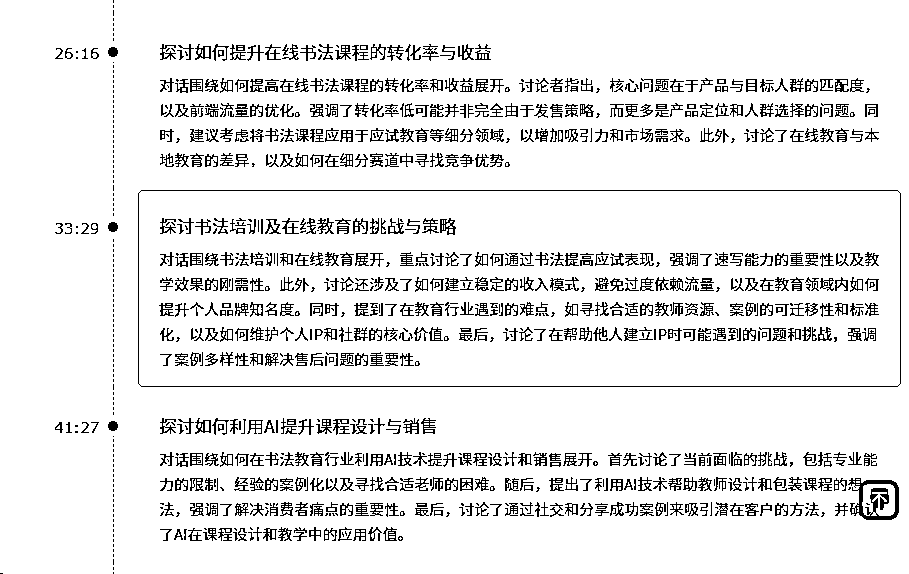 26:16
探讨如何提升在线书法课程的转化率与收益
对话围绕如何提高在线书法课程的转化率和收益展开。讨论者指出，核心问题在于产品与目标人群的匹配度，
以及前端流量的优化。强调了转化率低可能并非完全由于发售策略，而更多是产品定位和人群选择的问题。同
时，建议考虑将书法课程应用于应试教育等细分领域，以增加吸引力和市场需求。此外，讨论了在线教育与本
地教育的差异，以及如何在细分赛道中寻找竞争优势。
33:29
探讨书法培训及在线教育的挑战与策略
对话围绕书法培训和在线教育展开，重点讨论了如何通过书法提高应试表现，强调了速写能力的重要性以及教
学效果的刚需性。此外，讨论还涉及了如何建立稳定的收入模式，避免过度依赖流量，以及在教育领域内如何
提升个人品牌知名度。同时，提到了在教育行业遇到的难点，如寻找合适的教师资源、案例的可迁移性和标准
化，以及如何维护个人IP和社群的核心价值。最后，讨论了在帮助他人建立IP时可能遇到的问题和挑战，强调
了案例多样性和解决售后问题的重要性。
41:27
探讨如何利用AI提升课程设计与销售
对话围绕如何在书法教育行业利用AI技术提升课程设计和销售展开。首先讨论了当前面临的挑战，包括专业能
力的限制、经验的案例化以及寻找合适老师的困难。随后，提出了利用AI技术帮助教师设计和包装课程的想
法，强调了解决消费者痛点的重要性。最后，讨论了通过社交和分享成功案例来吸引潜在客户的方法，并确认
了AI在课程设计和教学中的应用价值。